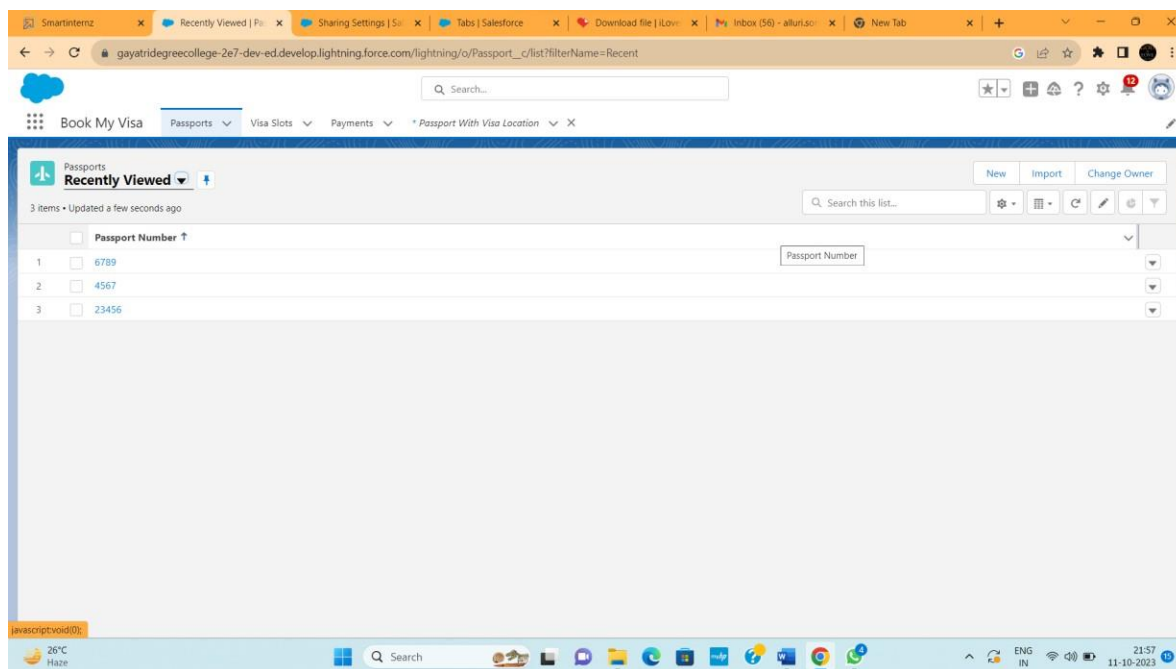 Smartinternz
Recently Viewed | Pa
Sharing Settings | Sa
Tabs | Salesforce
Download file | iLove
Inbox (56) - alluri.so
New Tab
gayatridegreecollege-2e7-dev-ed.develop.lightning.force.com/lightning/o/Passport__c/list?filterName=Recent
Search...
12
Book My Visa
Passports
Visa Slots
Payments
* Passport With Visa Location
Passports
Recently Viewed
New
Import
Change Owner
3 items • Updated a few seconds ago
Search this list...
Passport Number
Passport Number
1 6789
2 4567
3 23456
javascript:void(0);
26°C
Haze
Search
4
ENG
IN
21:57
11-10-2023
15